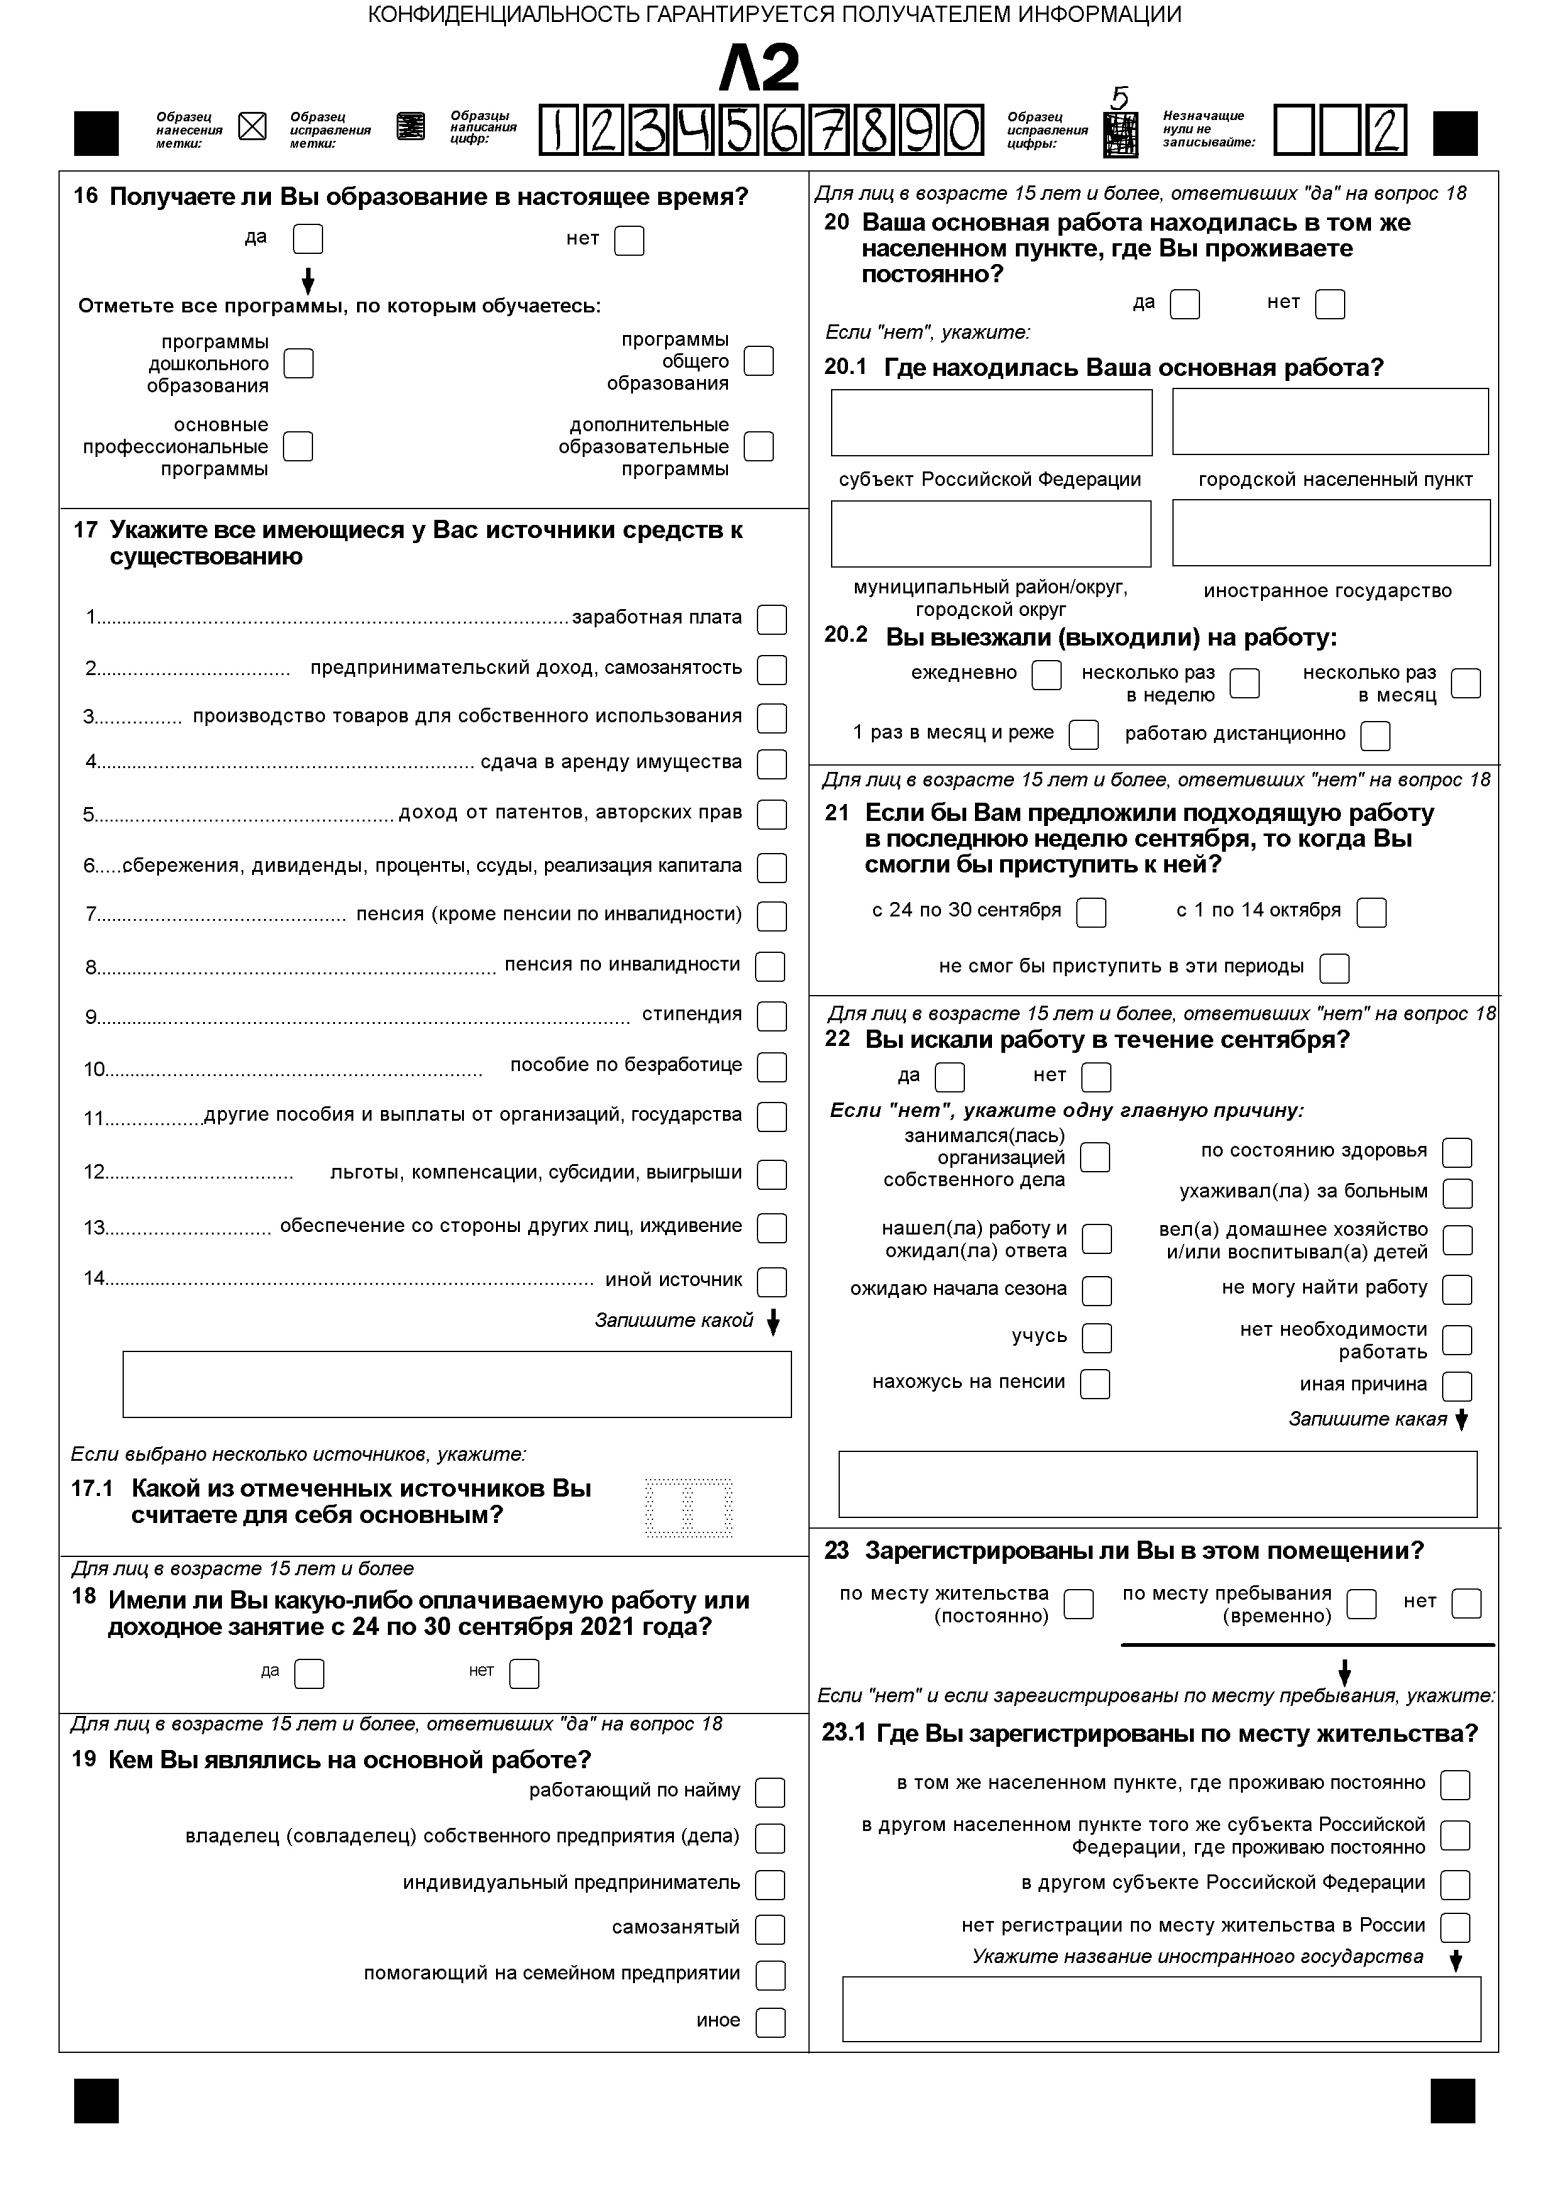 КОНФИДЕНЦИАЛЬНОСТЬ ГАРАНТИРУЕТСЯ ПОЛУЧАТЕЛЕМ ИНФОРМАЦИИ
Л2
Образец
нанесения
метки:
Образец
исправления
метки:
Образцы
написания
цифр:
1 2 3 4 5 6 7 8 9 0
Образец
исправления
цифры:
5
Незначащие
нули не
записывайте:
2
16 Получаете ли Вы образование в настоящее время?
да нет
Отметьте все программы, по которым обучаетесь:
программы
дошкольного
образования
программы
общего
образования
основные
профессиональные
программы
дополнительные
образовательные
программы
17 Укажите все имеющиеся у Вас источники средств к
существованию
1. заработная плата
2. предпринимательский доход, самозанятость
3. производство товаров для собственного использования
4. сдача в аренду имущества
5. доход от патентов, авторских прав
6. сбережения, дивиденды, проценты, ссуды, реализация капитала
7. пенсия (кроме пенсии по инвалидности)
8. пенсия по инвалидности
9. стипендия
10. пособие по безработице
11. другие пособия и выплаты от организаций, государства
12. льготы, компенсации, субсидии, выигрыши
13. обеспечение со стороны других лиц, иждивение
14. иной источник
Запишите какой
Если выбрано несколько источников, укажите:
17.1 Какой из отмеченных источников Вы
считаете для себя основным?
Для лиц в возрасте 15 лет и более
18 Имели ли Вы какую-либо оплачиваемую работу или
доходное занятие с 24 по 30 сентября 2021 года?
да нет
Для лиц в возрасте 15 лет и более, ответивших "да" на вопрос 18
19 Кем Вы являлись на основной работе?
работающий по найму
владелец (совладелец) собственного предприятия (дела)
индивидуальный предприниматель
самозанятый
помогающий на семейном предприятии
иное
Для лиц в возрасте 15 лет и более, ответивших "да" на вопрос 18
20 Ваша основная работа находилась в том же
населенном пункте, где Вы проживаете
постоянно?
да нет
Если "нет", укажите:
20.1 Где находилась Ваша основная работа?
субъект Российской Федерации
городской населенный пункт
муниципальный район/округ,
городской округ
иностранное государство
20.2 Вы выезжали (выходили) на работу:
ежедневно
несколько раз
в неделю
несколько раз
в месяц
1 раз в месяц и реже
работаю дистанционно
Для лиц в возрасте 15 лет и более, ответивших "нет" на вопрос 18
21 Если бы Вам предложили подходящую работу
в последнюю неделю сентября, то когда Вы
смогли бы приступить к ней?
с 24 по 30 сентября
с 1 по 14 октября
не смог бы приступить в эти периоды
Для лиц в возрасте 15 лет и более, ответивших "нет" на вопрос 18
22 Вы искали работу в течение сентября?
да нет
Если "нет", укажите одну главную причину:
занимался(лась)
организацией
собственного дела
по состоянию здоровья
ухаживал(ла) за больным
нашел(ла) работу и
ожидал(ла) ответа
вел(а) домашнее хозяйство
и/или воспитывал(а) детей
ожидаю начала сезона
не могу найти работу
учусь
нет необходимости
работать
нахожусь на пенсии
иная причина
Запишите какая
23 Зарегистрированы ли Вы в этом помещении?
по месту жительства
(постоянно)
по месту пребывания
(временно)
нет
Если "нет" и если зарегистрированы по месту пребывания, укажите:
23.1 Где Вы зарегистрированы по месту жительства?
в том же населенном пункте, где проживаю постоянно
в другом населенном пункте того же субъекта Российской
Федерации, где проживаю постоянно
в другом субъекте Российской Федерации
нет регистрации по месту жительства в России
Укажите название иностранного государства